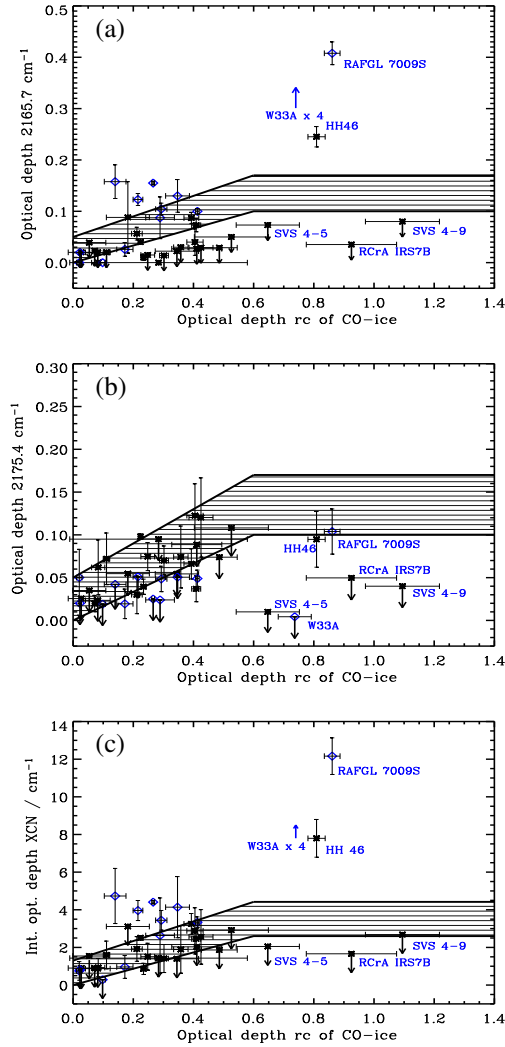 (a)
0.5
0.4
0.3
0.2
0.1
0.0
Optical depth 2165.7 cm⁻¹
RAFGL 7009S
W33A x 4
HH46
SVS 4-5
SVS 4-9
RCrA IRS7B
0.0 0.2 0.4 0.6 0.8 1.0 1.2 1.4
Optical depth rc of CO-ice
(b)
0.30
0.25
0.20
0.15
0.10
0.05
0.00
Optical depth 2175.4 cm⁻¹
HH46
RAFGL 7009S
RCrA IRS7B
SVS 4-5
SVS 4-9
W33A
0.0 0.2 0.4 0.6 0.8 1.0 1.2 1.4
Optical depth rc of CO-ice
(c)
14
12
10
8
6
4
2
0
Int. opt. depth XCN / cm⁻¹
RAFGL 7009S
W33A x 4
HH 46
SVS 4-9
SVS 4-5
RCrA IRS7B
0.0 0.2 0.4 0.6 0.8 1.0 1.2 1.4
Optical depth rc of CO-ice